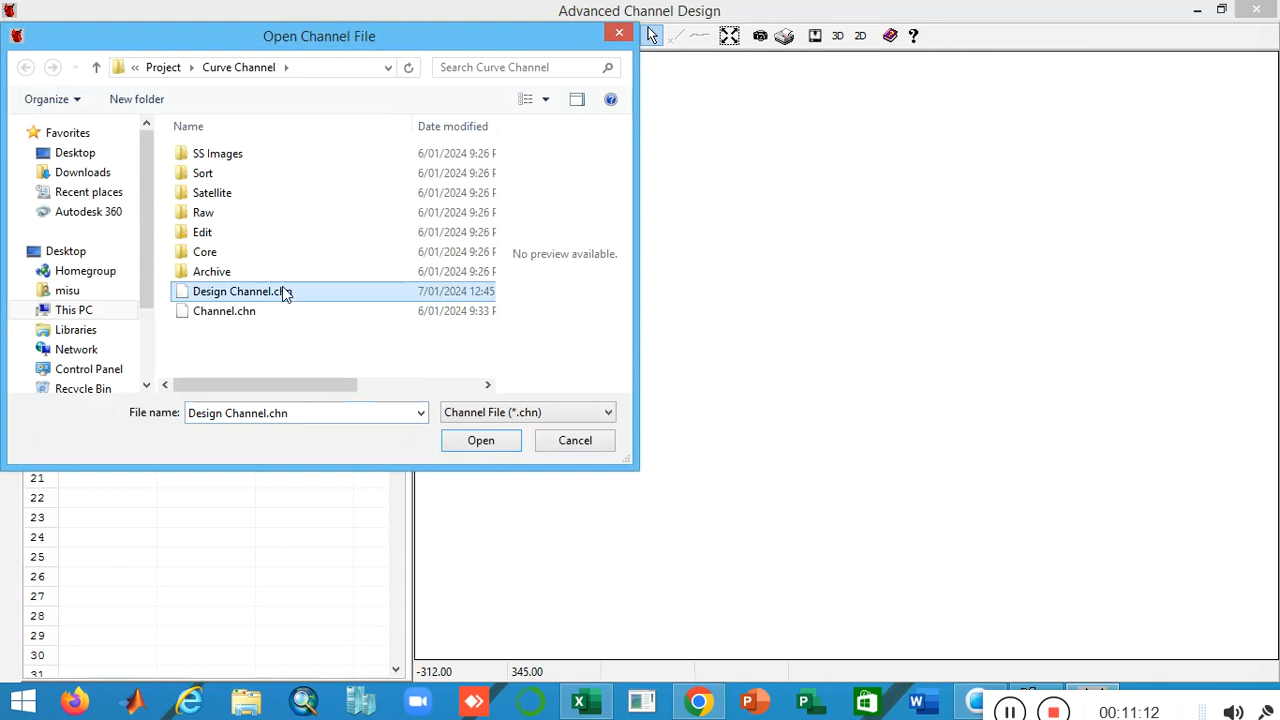 Advanced Channel Design
Open Channel File
Project Curve Channel
Search Curve Channel
3D 2D
Organize New folder
Name Date modified
Favorites
Desktop
Downloads
Recent places
Autodesk 360
Desktop
Homegroup
misu
This PC
Libraries
Network
Control Panel
Recycle Bin
SS Images 6/01/2024 9:26 P
Sort 6/01/2024 9:26 P
Satellite 6/01/2024 9:26 P
Raw 6/01/2024 9:26 P
Edit 6/01/2024 9:26 P
Core 6/01/2024 9:26 P
Archive 6/01/2024 9:26 P
Design Channel.chn 7/01/2024 12:45
Channel.chn 6/01/2024 9:33 P
No preview available.
File name: Design Channel.chn
Channel File (*.chn)
Open Cancel
21
22
23
24
25
26
27
28
29
30
31
-312.00 345.00
00:11:12